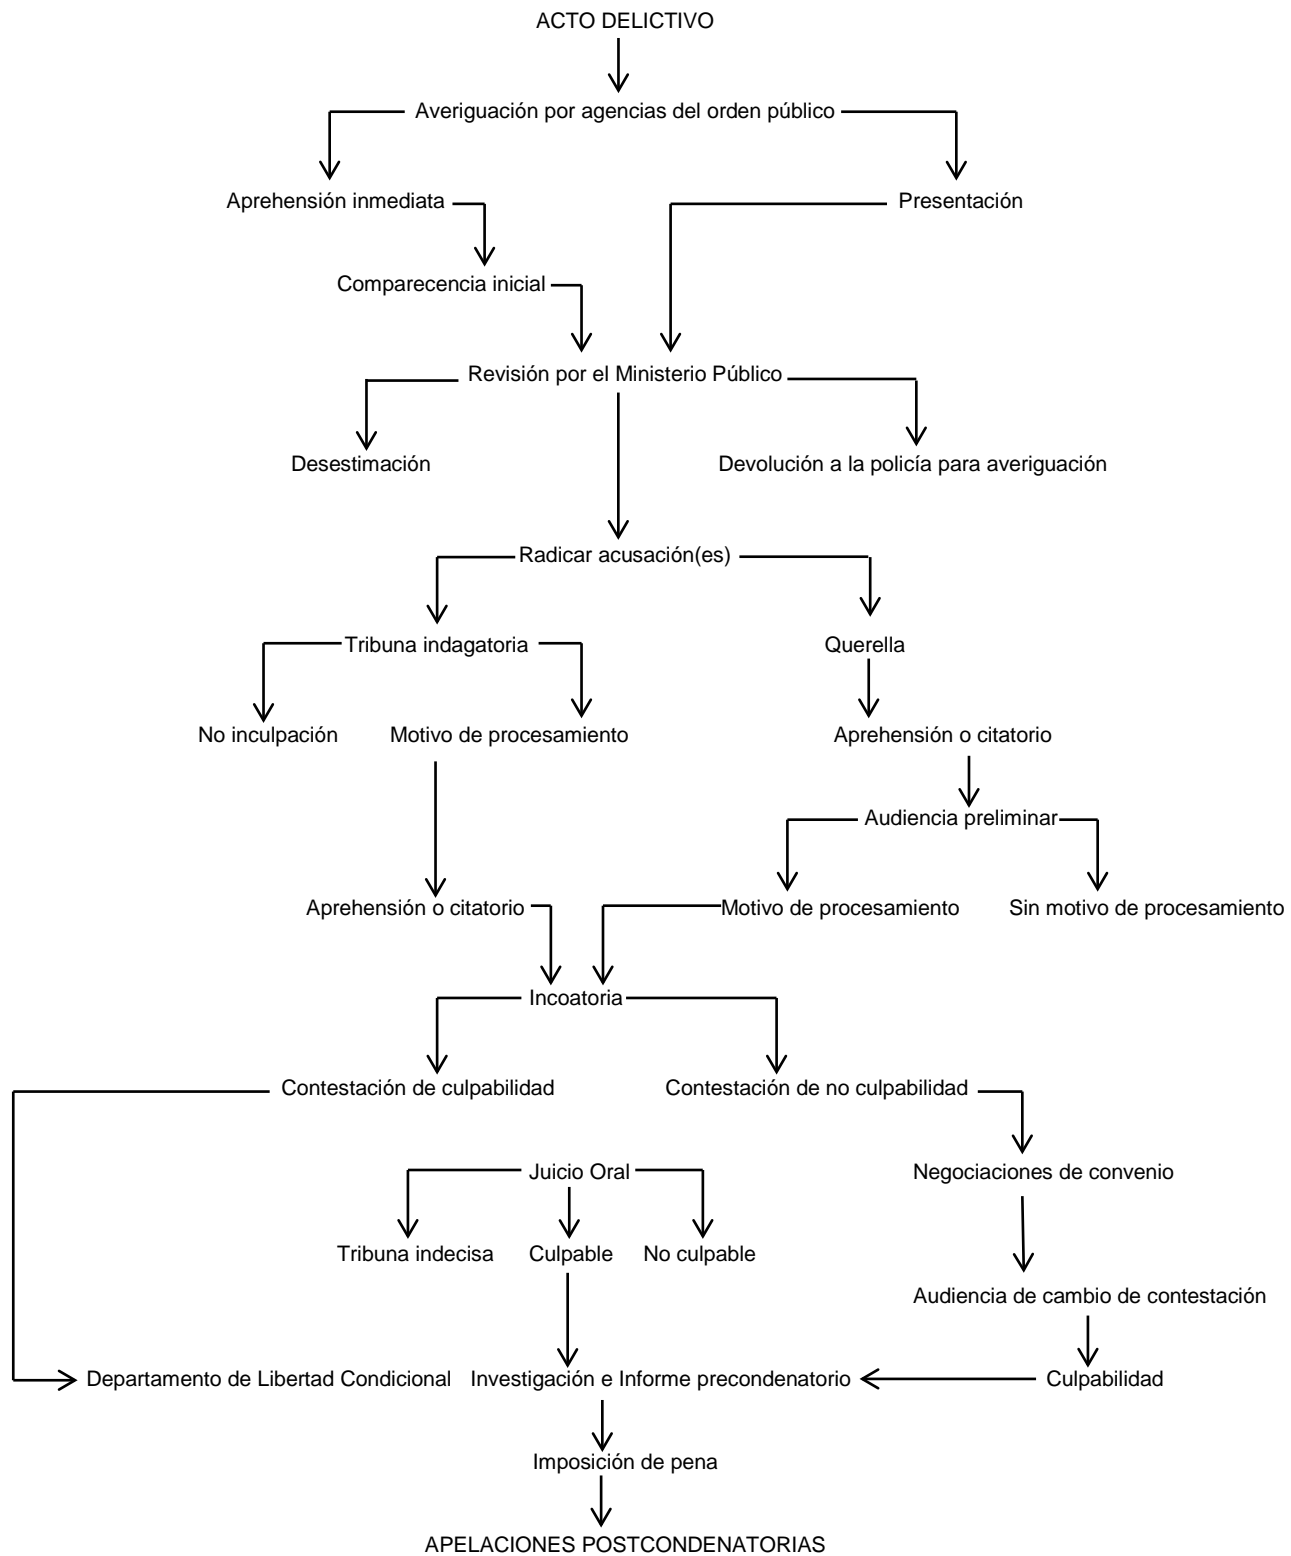 ACTO DELICTIVO
Averiguación por agencias del orden público
Aprehensión inmediata
Presentación
Comparecencia inicial
Revisión por el Ministerio Público
Desestimación
Devolución a la policía para averiguación
Radicar acusación(es)
Tribuna indagatoria
Querella
No inculpación
Motivo de procesamiento
Aprehensión o citatorio
Audiencia preliminar
Aprehensión o citatorio
Motivo de procesamiento
Sin motivo de procesamiento
Incoatoria
Contestación de culpabilidad
Contestación de no culpabilidad
Juicio Oral
Negociaciones de convenio
Tribuna indecisa
Culpable
No culpable
Audiencia de cambio de contestación
Departamento de Libertad Condicional
Investigación e Informe precondenatorio
Culpabilidad
Imposición de pena
APELACIONES POSTCONDENATORIAS